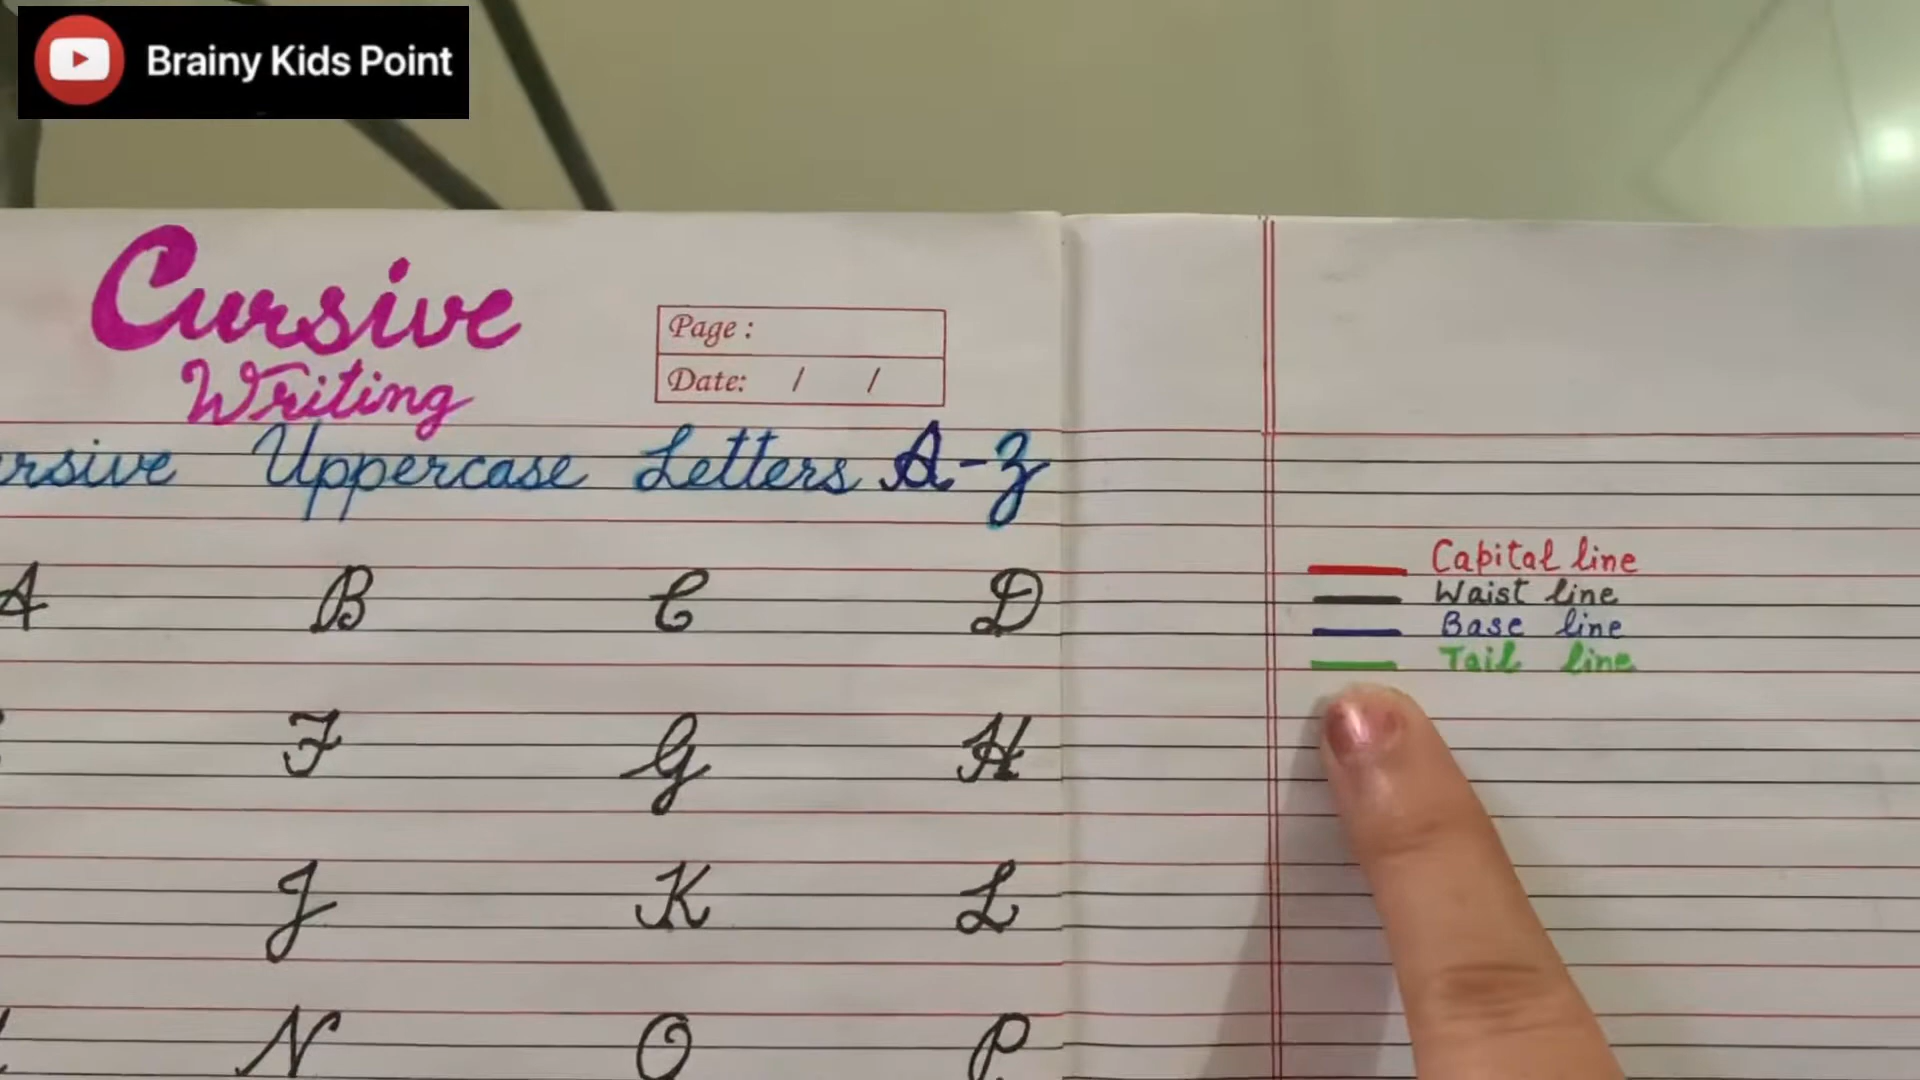 Brainy Kids Point
Cursive
Writing
Page :
Date: / /
rsive Uppercase Letters A-Z
A B C D
F G H
J K L
N O P
Capital line
Waist line
Base line
Tail line